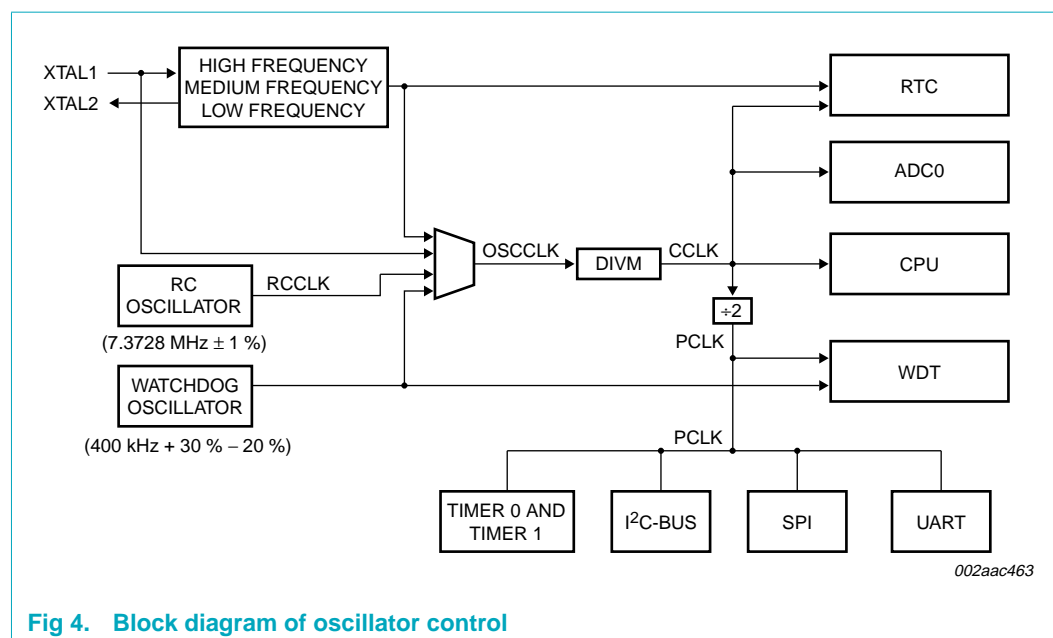 XTAL1
XTAL2
HIGH FREQUENCY
MEDIUM FREQUENCY
LOW FREQUENCY
RTC
ADC0
OSCCLK
DIVM
CCLK
CPU
RC
OSCILLATOR
RCCLK
(7.3728 MHz ± 1 %)
÷2
PCLK
WDT
WATCHDOG
OSCILLATOR
(400 kHz + 30 % − 20 %)
PCLK
TIMER 0 AND
TIMER 1
I²C-BUS
SPI
UART
002aac463
Fig 4. Block diagram of oscillator control